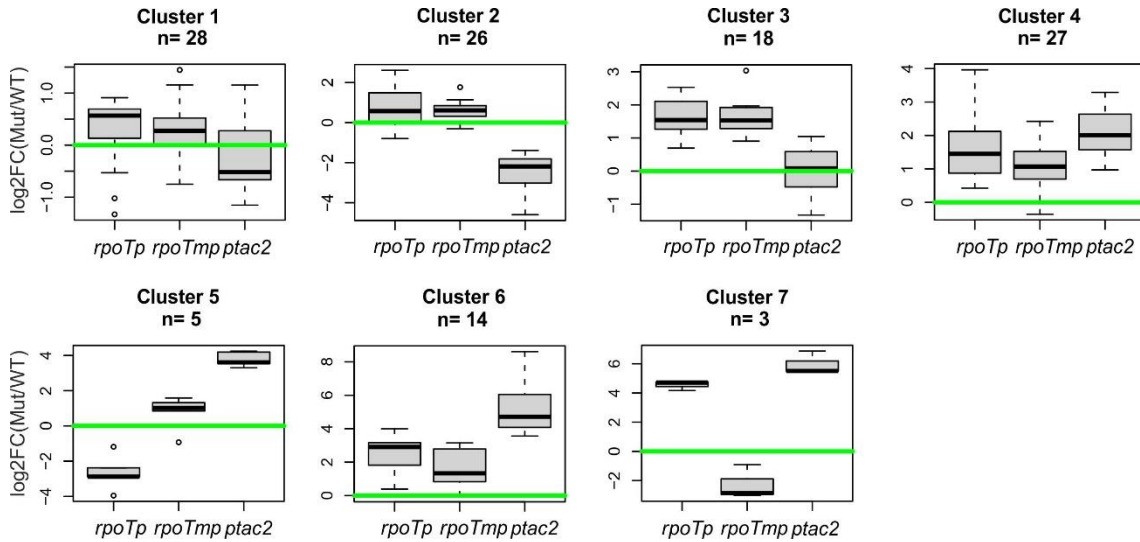 Cluster 1
n= 28
Cluster 2
n= 26
Cluster 3
n= 18
Cluster 4
n= 27
log2FC(Mut/WT)
1.0
0.0
-1.0
2
0
-2
-4
3
2
1
0
-1
4
3
2
1
0
rpoTp rpoTmp ptac2
rpoTp rpoTmp ptac2
rpoTp rpoTmp ptac2
rpoTp rpoTmp ptac2
Cluster 5
n= 5
Cluster 6
n= 14
Cluster 7
n= 3
log2FC(Mut/WT)
4
2
0
-2
-4
8
6
4
2
0
6
4
2
0
-2
rpoTp rpoTmp ptac2
rpoTp rpoTmp ptac2
rpoTp rpoTmp ptac2